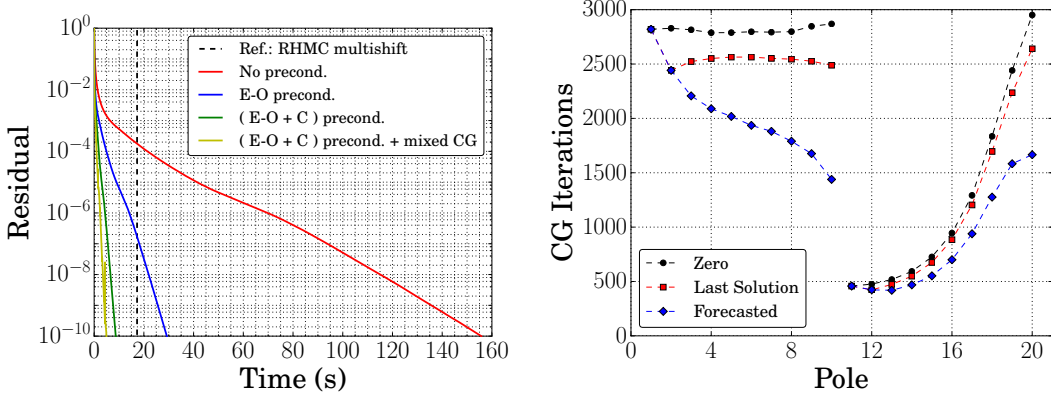 Residual
10^0
10^-2
10^-4
10^-6
10^-8
10^-10
0 20 40 60 80 100 120 140 160
Time (s)
Ref.: RHMC multishift
No precond.
E-O precond.
( E-O + C ) precond.
( E-O + C ) precond. + mixed CG
CG Iterations
3000
2500
2000
1500
1000
500
0
0 4 8 12 16 20
Pole
Zero
Last Solution
Forecasted